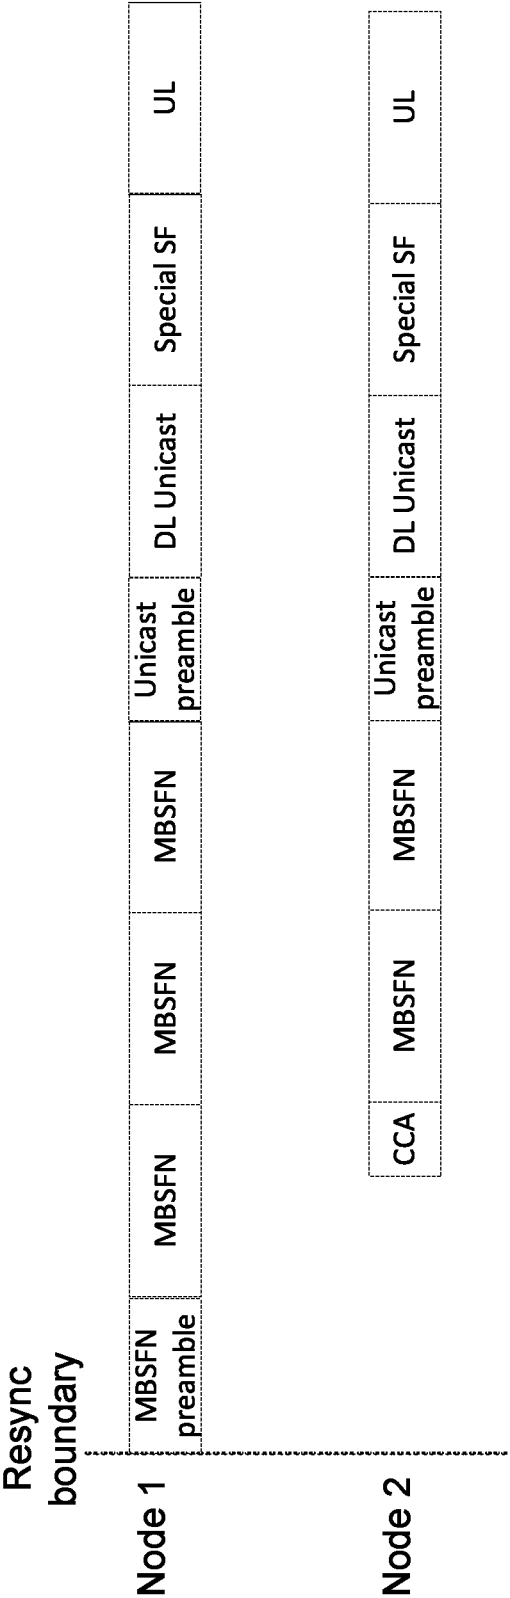 Resync
boundary
Node 1
MBSFN
preamble
MBSFN
MBSFN
MBSFN
Unicast
preamble
DL Unicast
Special SF
UL
Node 2
CCA
MBSFN
MBSFN
Unicast
preamble
DL Unicast
Special SF
UL